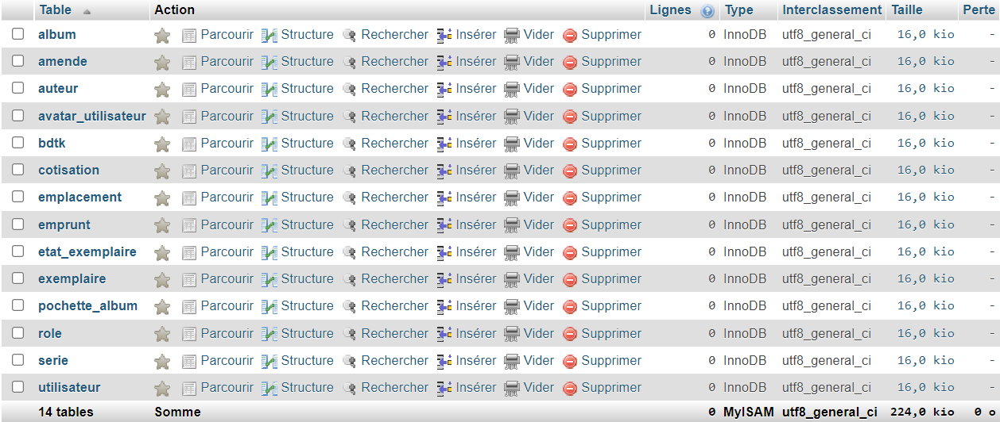 Table Action Lignes Type Interclassement Taille Perte
album Parcourir Structure Rechercher Insérer Vider Supprimer 0 InnoDB utf8_general_ci 16,0 kio -
amende Parcourir Structure Rechercher Insérer Vider Supprimer 0 InnoDB utf8_general_ci 16,0 kio -
auteur Parcourir Structure Rechercher Insérer Vider Supprimer 0 InnoDB utf8_general_ci 16,0 kio -
avatar_utilisateur Parcourir Structure Rechercher Insérer Vider Supprimer 0 InnoDB utf8_general_ci 16,0 kio -
bdtk Parcourir Structure Rechercher Insérer Vider Supprimer 0 InnoDB utf8_general_ci 16,0 kio -
cotisation Parcourir Structure Rechercher Insérer Vider Supprimer 0 InnoDB utf8_general_ci 16,0 kio -
emplacement Parcourir Structure Rechercher Insérer Vider Supprimer 0 InnoDB utf8_general_ci 16,0 kio -
emprunt Parcourir Structure Rechercher Insérer Vider Supprimer 0 InnoDB utf8_general_ci 16,0 kio -
etat_exemplaire Parcourir Structure Rechercher Insérer Vider Supprimer 0 InnoDB utf8_general_ci 16,0 kio -
exemplaire Parcourir Structure Rechercher Insérer Vider Supprimer 0 InnoDB utf8_general_ci 16,0 kio -
pochette_album Parcourir Structure Rechercher Insérer Vider Supprimer 0 InnoDB utf8_general_ci 16,0 kio -
role Parcourir Structure Rechercher Insérer Vider Supprimer 0 InnoDB utf8_general_ci 16,0 kio -
serie Parcourir Structure Rechercher Insérer Vider Supprimer 0 InnoDB utf8_general_ci 16,0 kio -
utilisateur Parcourir Structure Rechercher Insérer Vider Supprimer 0 InnoDB utf8_general_ci 16,0 kio -
14 tables Somme 0 MyISAM utf8_general_ci 224,0 kio 0 o